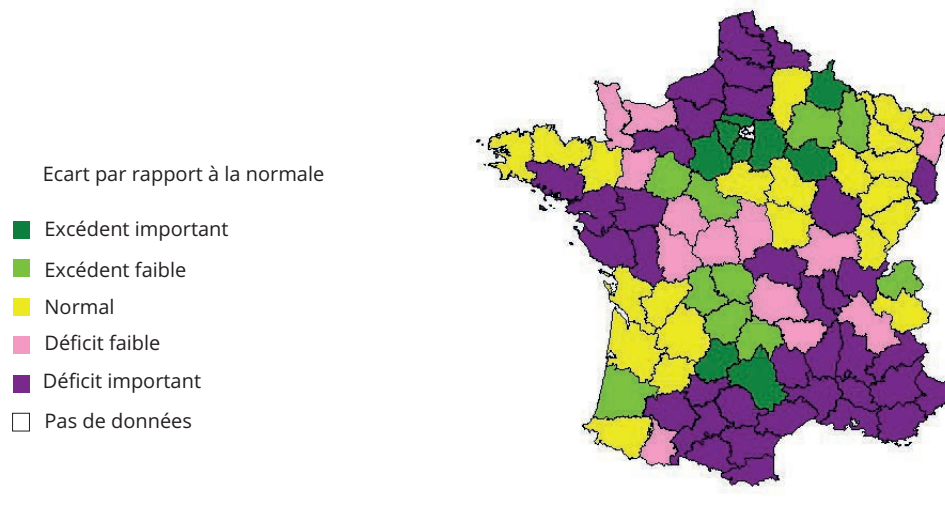 Ecart par rapport à la normale
Excédent important
Excédent faible
Normal
Déficit faible
Déficit important
Pas de données